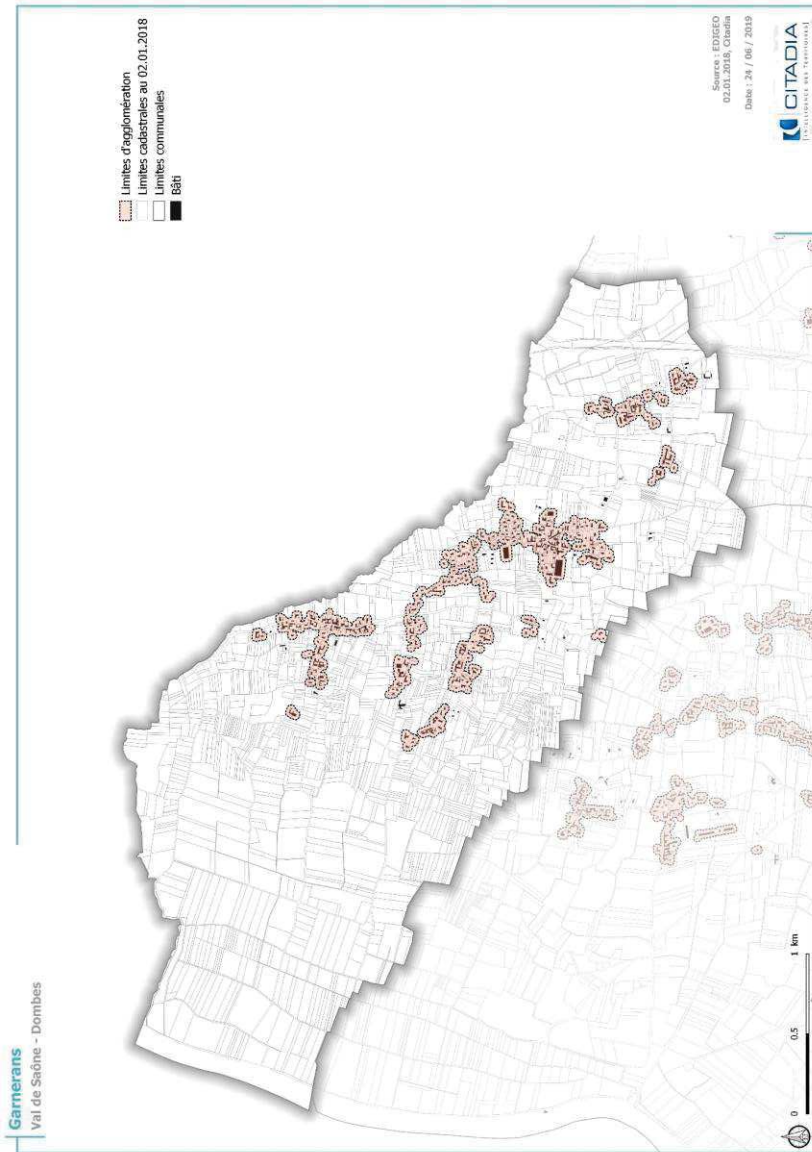 Garnerans
Val de Saône - Dombes
Limites d'agglomération
Limites cadastrales au 02.01.2018
Limites communales
Bâti
0
0.5
1 km
Source : EDIGEO
02.01.2018, Citadia
Date : 24 / 06 / 2019
CITADIA